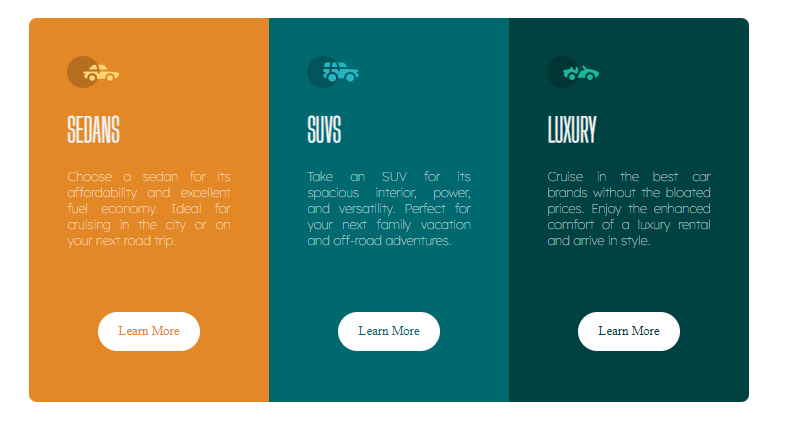 SEDANS
Choose a sedan for its
affordability and excellent
fuel economy. Ideal for
cruising in the city or on
your next road trip.
Learn More
SUVS
Take an SUV for its
spacious interior, power,
and versatility. Perfect for
your next family vacation
and off-road adventures.
Learn More
LUXURY
Cruise in the best car
brands without the bloated
prices. Enjoy the enhanced
comfort of a luxury rental
and arrive in style.
Learn More